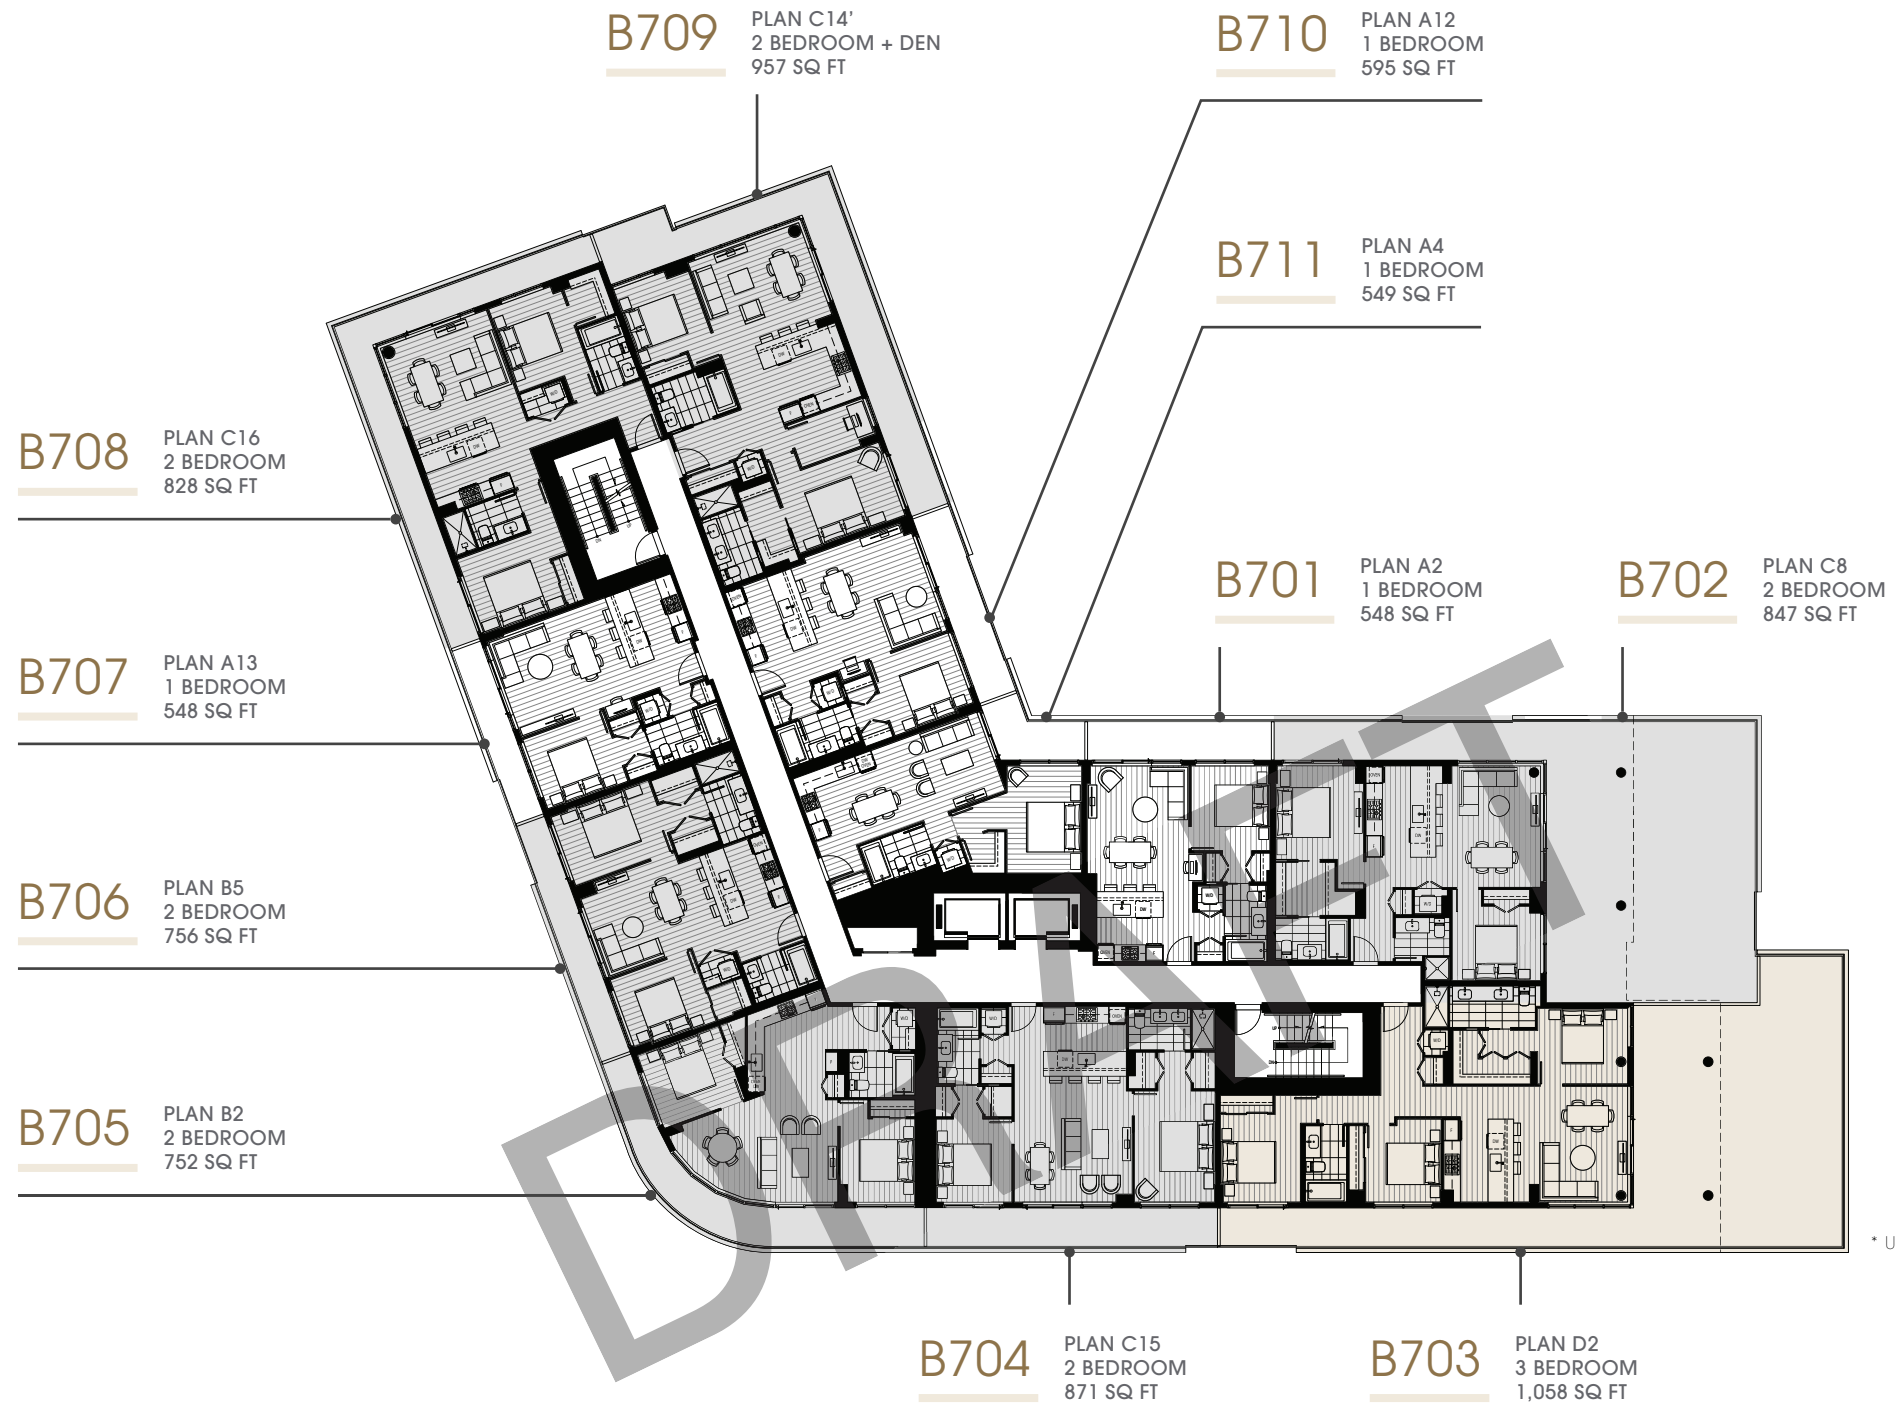 B709
PLAN C14'
2 BEDROOM + DEN
957 SQ FT
B710
PLAN A12
1 BEDROOM
595 SQ FT
B711
PLAN A4
1 BEDROOM
549 SQ FT
B708
PLAN C16
2 BEDROOM
828 SQ FT
B701
PLAN A2
1 BEDROOM
548 SQ FT
B702
PLAN C8
2 BEDROOM
847 SQ FT
B707
PLAN A13
1 BEDROOM
548 SQ FT
B706
PLAN B5
2 BEDROOM
756 SQ FT
B705
PLAN B2
2 BEDROOM
752 SQ FT
DRAFT
* U
B704
PLAN C15
2 BEDROOM
871 SQ FT
B703
PLAN D2
3 BEDROOM
1,058 SQ FT